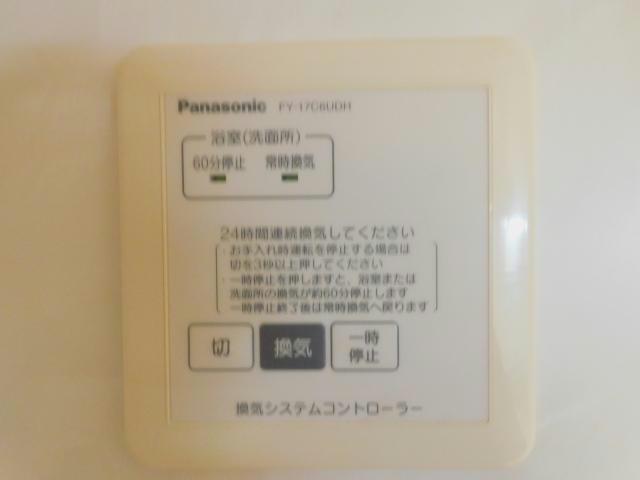 Panasonic FY-17C6UDH
浴室(洗面所)
60分停止 常時換気
24時間連続換気してください
・お手入れ時運転を停止する場合は
切を3秒以上押してください
・一時停止を押しますと、浴室または
洗面所の換気が約60分停止します
一時停止終了後は常時換気へ戻ります
切 換気 一時
停止
換気システムコントローラー